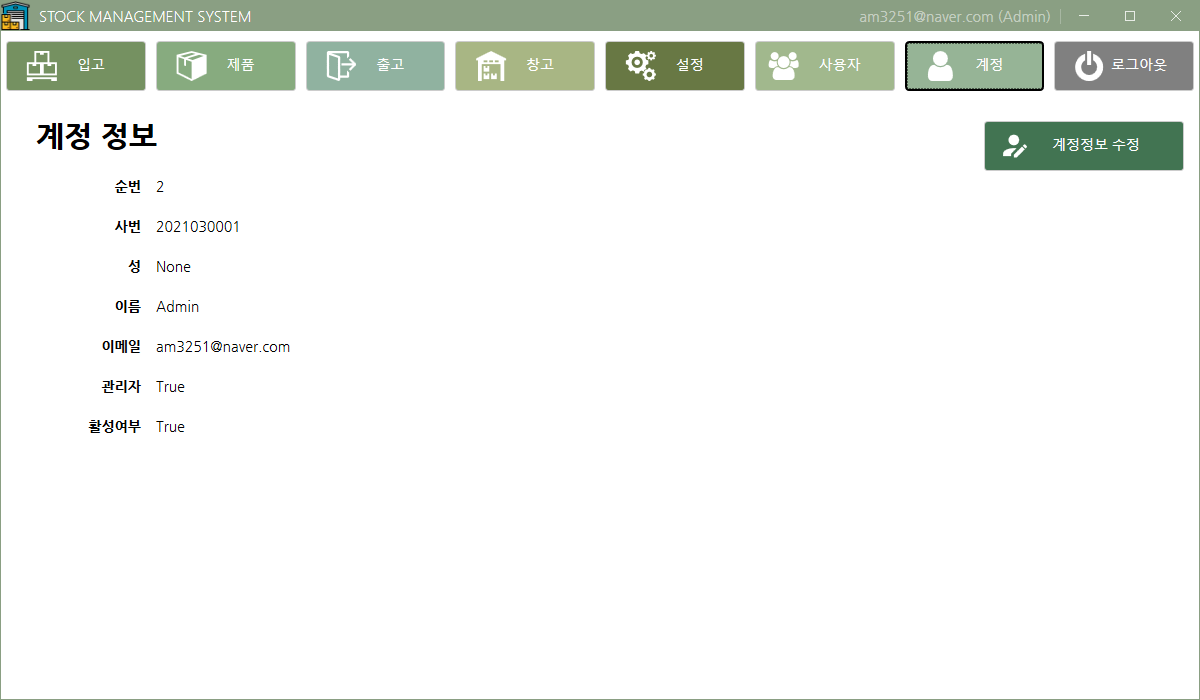 STOCK MANAGEMENT SYSTEM
am3251@naver.com (Admin)
입고
제품
출고
창고
설정
사용자
계정
로그아웃
계정 정보
계정정보 수정
순번 2
사번 2021030001
성 None
이름 Admin
이메일 am3251@naver.com
관리자 True
활성여부 True